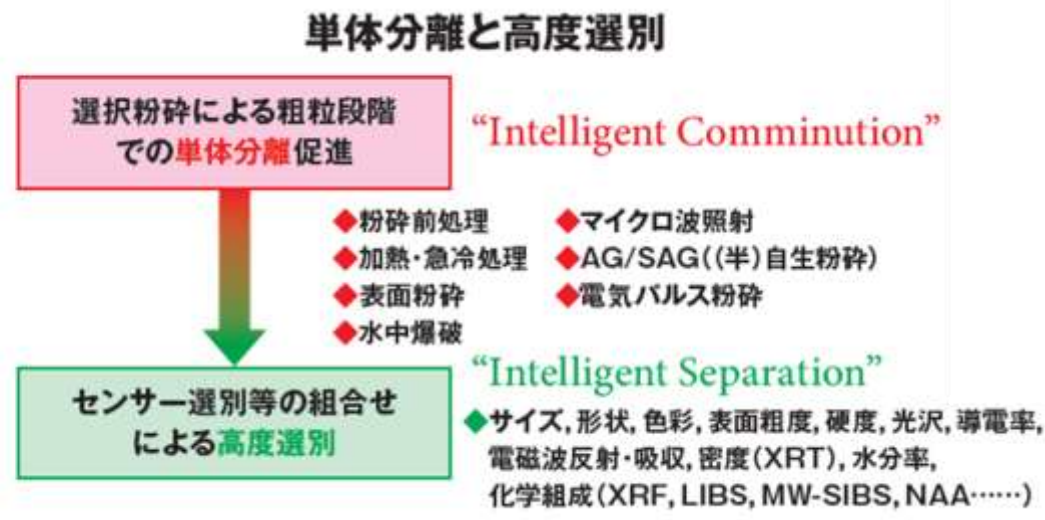 単体分離と高度選別
選択粉砕による粗粒段階
での単体分離促進
“Intelligent Comminution”
◆粉砕前処理
◆マイクロ波照射
◆加熱・急冷処理
◆AG/SAG((半)自生粉砕)
◆表面粉砕
◆電気パルス粉砕
◆水中爆破
“Intelligent Separation”
センサー選別等の組合せ
による高度選別
◆サイズ, 形状, 色彩, 表面粗度, 硬度, 光沢, 導電率,
電磁波反射・吸収, 密度(XRT), 水分率,
化学組成(XRF, LIBS, MW-SIBS, NAA……)